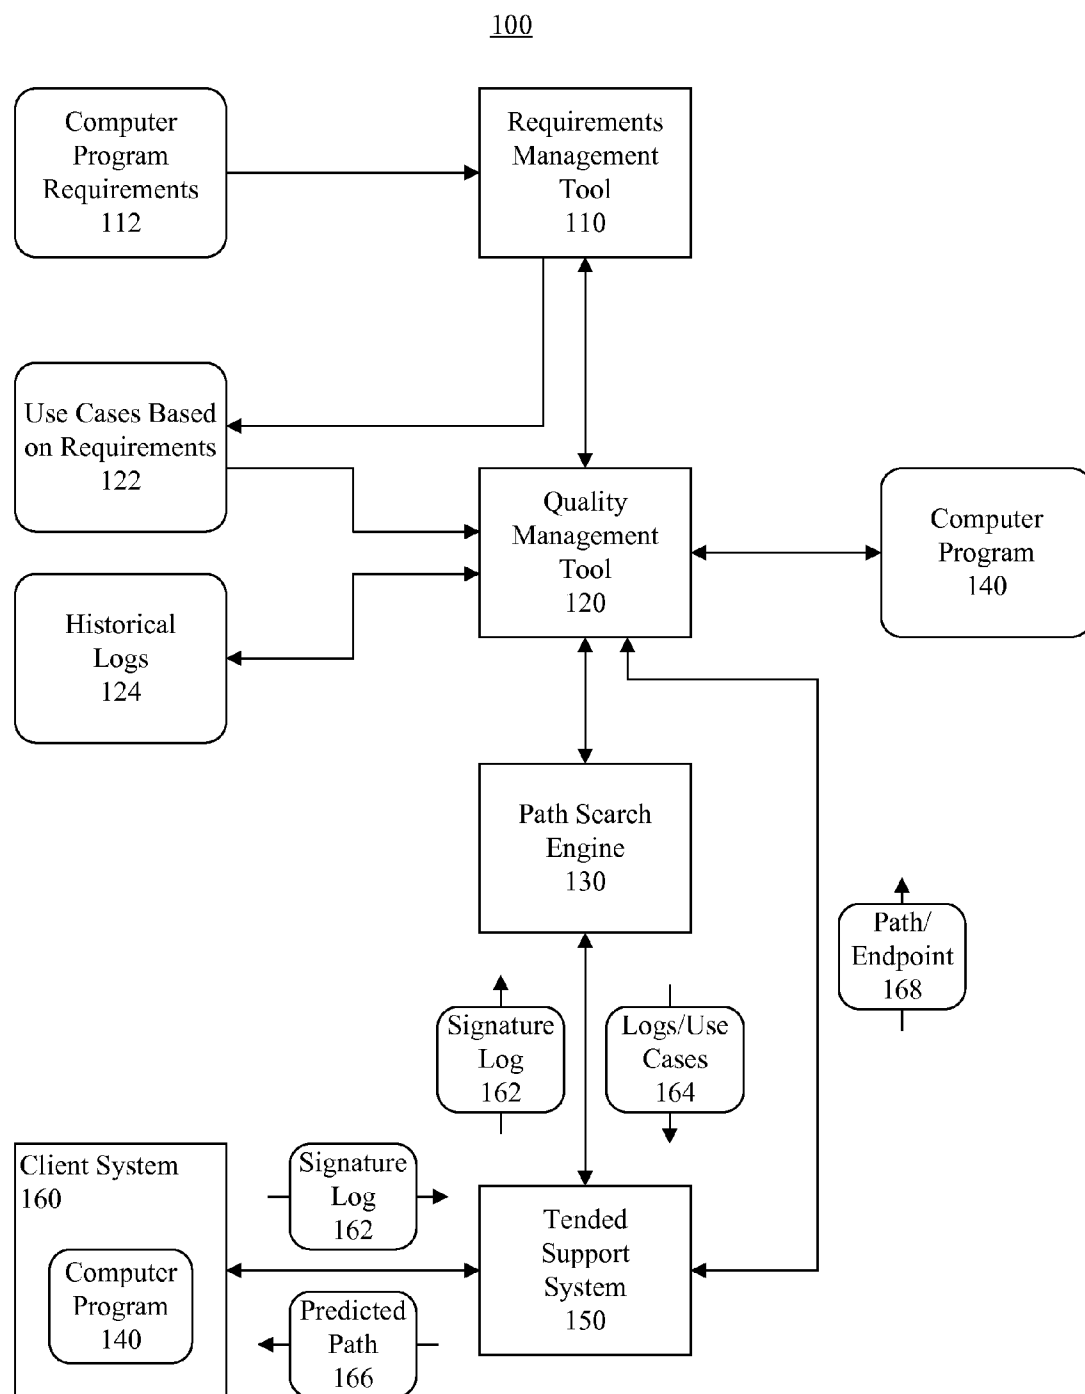 100
Computer
Program
Requirements
112
Requirements
Management
Tool
110
Use Cases Based
on Requirements
122
Quality
Management
Tool
120
Computer
Program
140
Historical
Logs
124
Path Search
Engine
130
Path/
Endpoint
168
Signature
Log
162
Logs/Use
Cases
164
Client System
160
Computer
Program
140
Signature
Log
162
Predicted
Path
166
Tended
Support
System
150